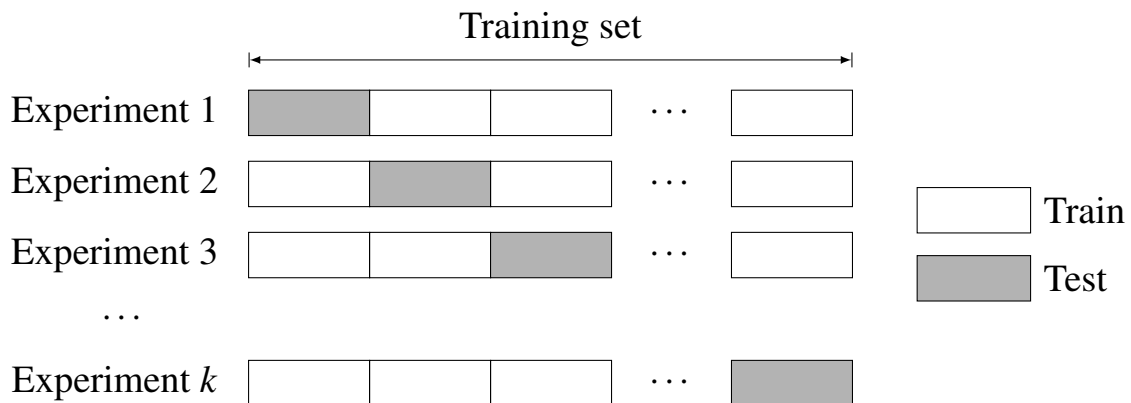 Training set
Experiment 1
...
Experiment 2
...
Train
Experiment 3
...
Test
...
Experiment k
...